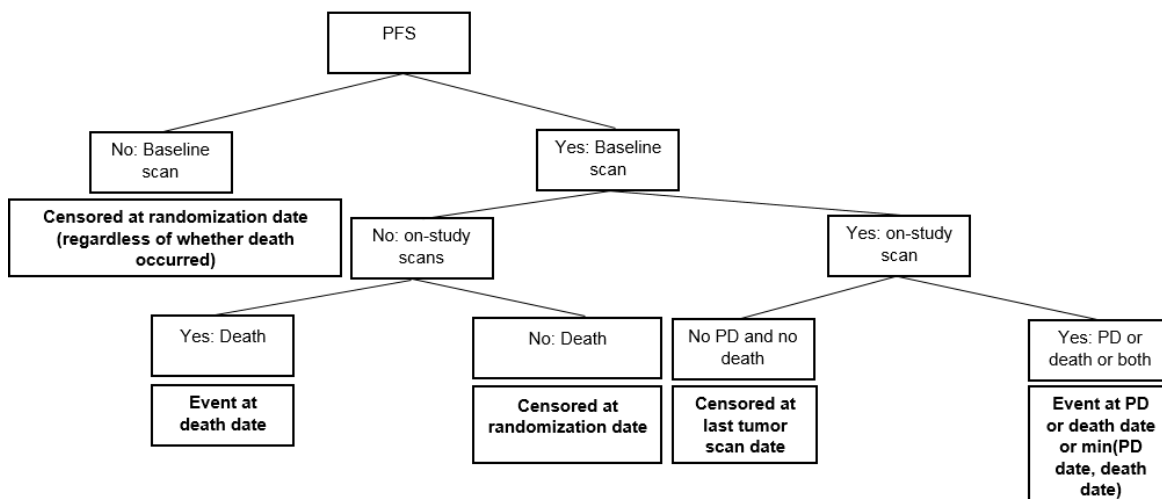 PFS
No: Baseline
scan
Yes: Baseline
scan
Censored at randomization date
(regardless of whether death
occurred)
No: on-study
scans
Yes: on-study
scan
Yes: Death
No: Death
No PD and no
death
Yes: PD or
death or both
Event at
death date
Censored at
randomization date
Censored at
last tumor
scan date
Event at PD
or death date
or min(PD
date, death
date)